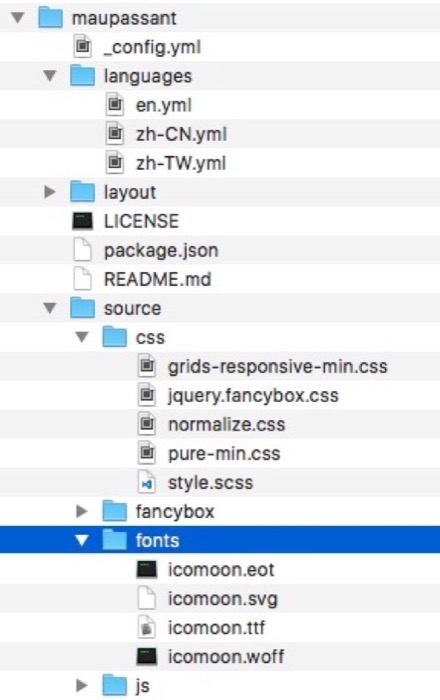 maupassant
_config.yml
languages
en.yml
zh-CN.yml
zh-TW.yml
layout
LICENSE
package.json
README.md
source
css
grids-responsive-min.css
jquery.fancybox.css
normalize.css
pure-min.css
style.scss
fancybox
fonts
icomoon.eot
icomoon.svg
icomoon.ttf
icomoon.woff
js